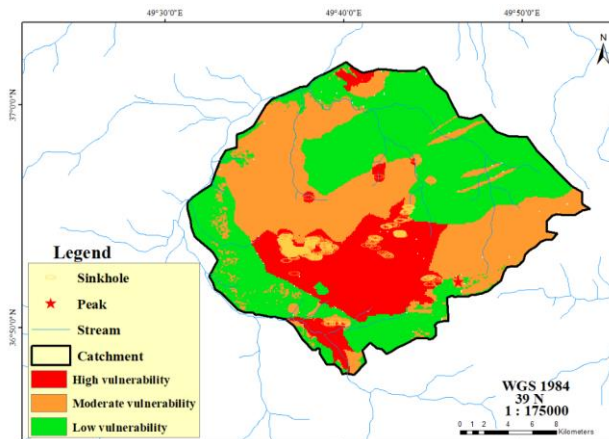 49°30'0"E 49°40'0"E 49°50'0"E
N
37°0'0"N
36°50'0"N
Legend
Sinkhole
Peak
Stream
Catchment
High vulnerability
Moderate vulnerability
Low vulnerability
WGS 1984
39 N
1 : 175000
0 1 2 4 6 8
Kilometers